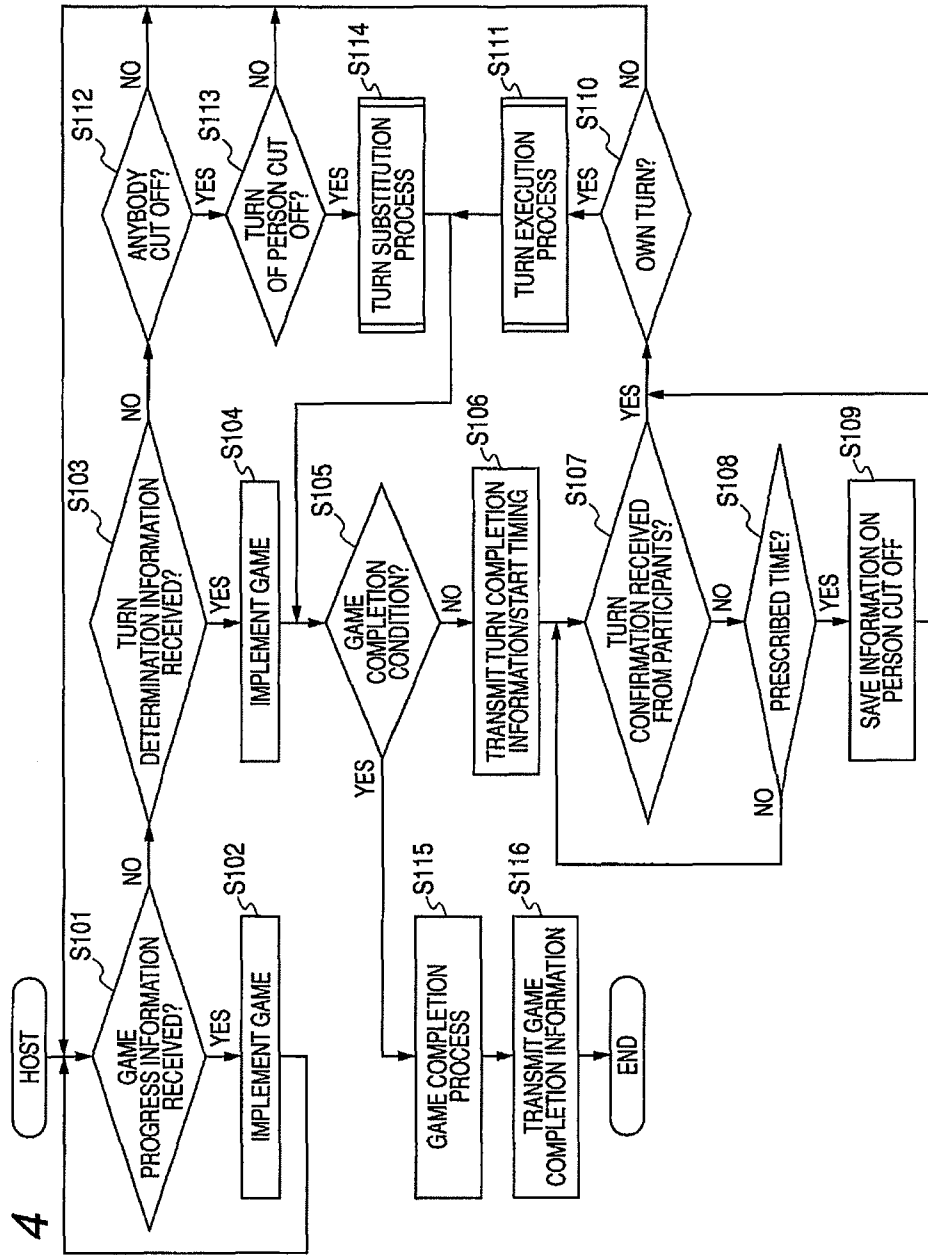 4
HOST
S101
GAME
PROGRESS INFORMATION
RECEIVED?
NO
YES
S102
IMPLEMENT GAME
S103
TURN
DETERMINATION INFORMATION
RECEIVED?
NO
YES
S104
IMPLEMENT GAME
S112
ANYBODY
CUT OFF?
NO
YES
S113
TURN
OF PERSON CUT
OFF?
NO
YES
S114
TURN SUBSTITUTION
PROCESS
S105
GAME
COMPLETION
CONDITION?
YES
NO
S106
TRANSMIT TURN COMPLETION
INFORMATION/START TIMING
S107
TURN
CONFIRMATION RECEIVED
FROM PARTICIPANTS?
YES
NO
S108
PRESCRIBED TIME?
NO
YES
S109
SAVE INFORMATION ON
PERSON CUT OFF
S110
OWN TURN?
NO
YES
S111
TURN EXECUTION
PROCESS
S115
GAME COMPLETION
PROCESS
S116
TRANSMIT GAME
COMPLETION INFORMATION
END